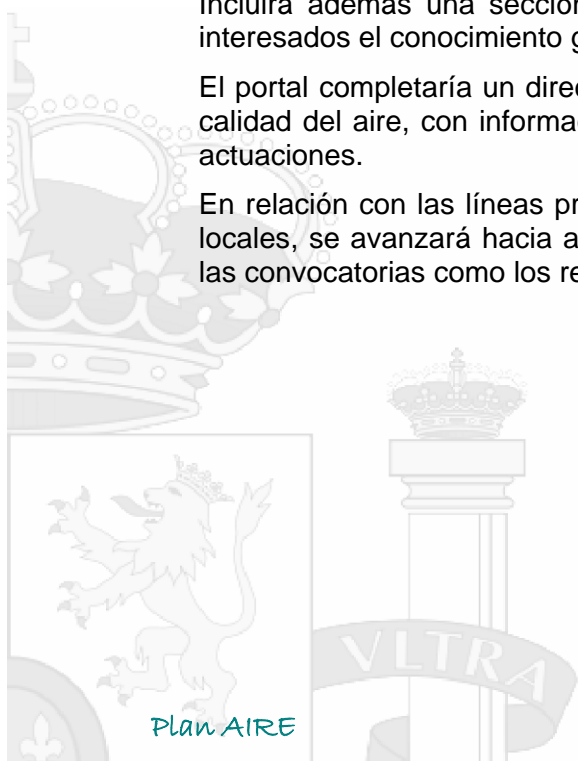 Incluirá además una sección
interesados el conocimiento g
El portal completaría un direc
calidad del aire, con informa
actuaciones.
En relación con las líneas pr
locales, se avanzará hacia a
las convocatorias como los re
VLTRA
Plan AIRE